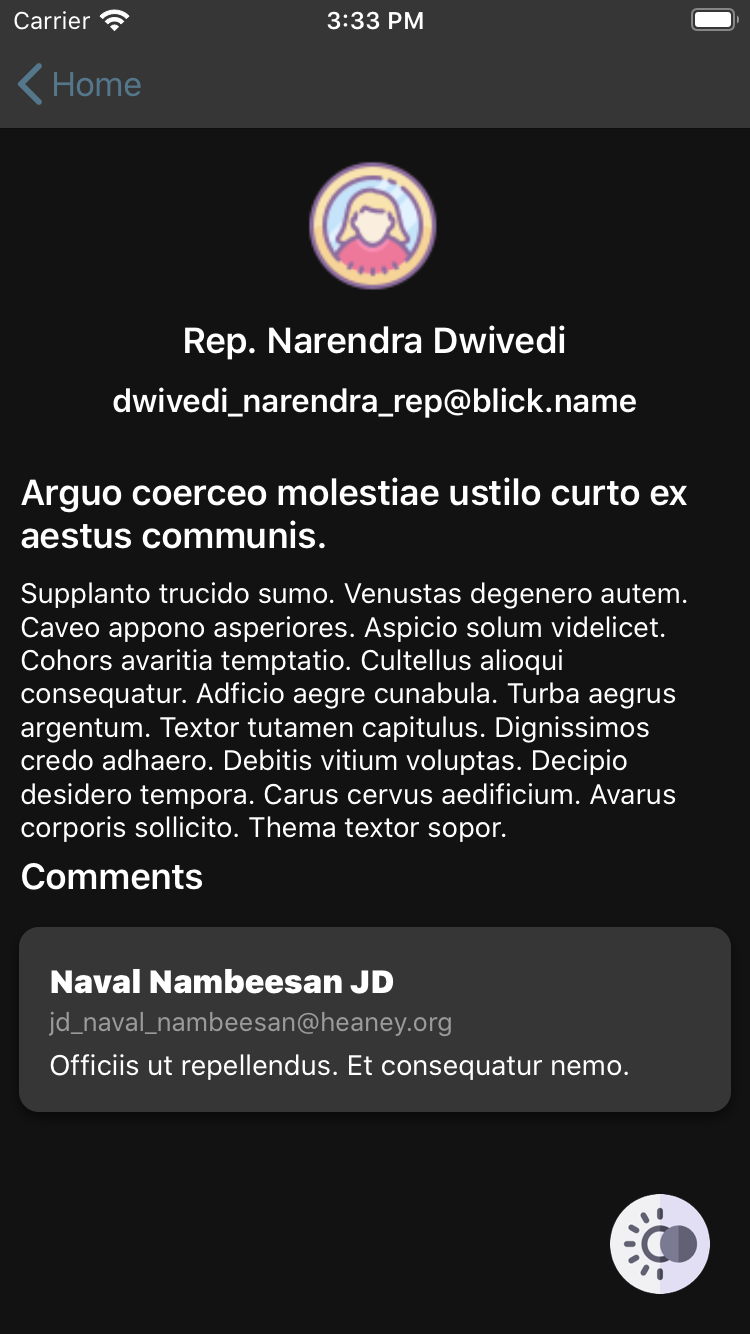 Carrier 3:33 PM
Home
Rep. Narendra Dwivedi
dwivedi_narendra_rep@blick.name
Arguo coerceo molestiae ustilo curto ex
aestus communis.
Supplanto trucido sumo. Venustas degenero autem.
Caveo appono asperiores. Aspicio solum videlicet.
Cohors avaritia temptatio. Cultellus alioqui
consequatur. Adficio aegre cunabula. Turba aegrus
argentum. Textor tutamen capitulus. Dignissimos
credo adhaero. Debitis vitium voluptas. Decipio
desidero tempora. Carus cervus aedificium. Avarus
corporis sollicito. Thema textor sopor.
Comments
Naval Nambeesan JD
jd_naval_nambeesan@heaney.org
Officiis ut repellendus. Et consequatur nemo.